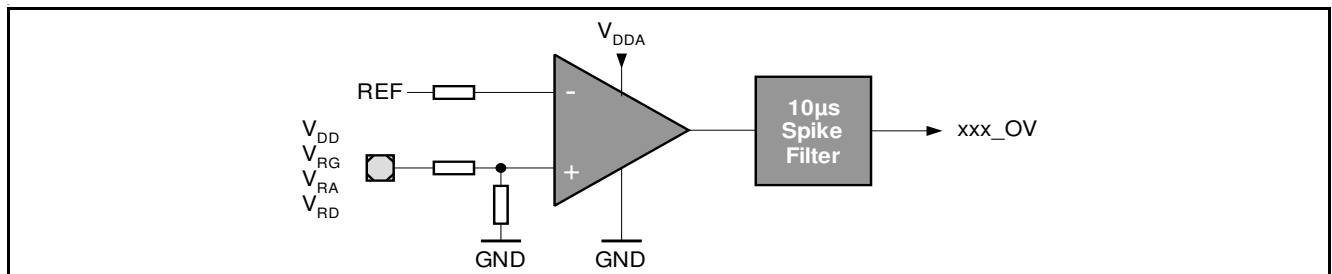 V_DDA
REF
-
V_DD
V_RG
V_RA
V_RD
+
GND
GND
10µs
Spike
Filter
xxx_OV